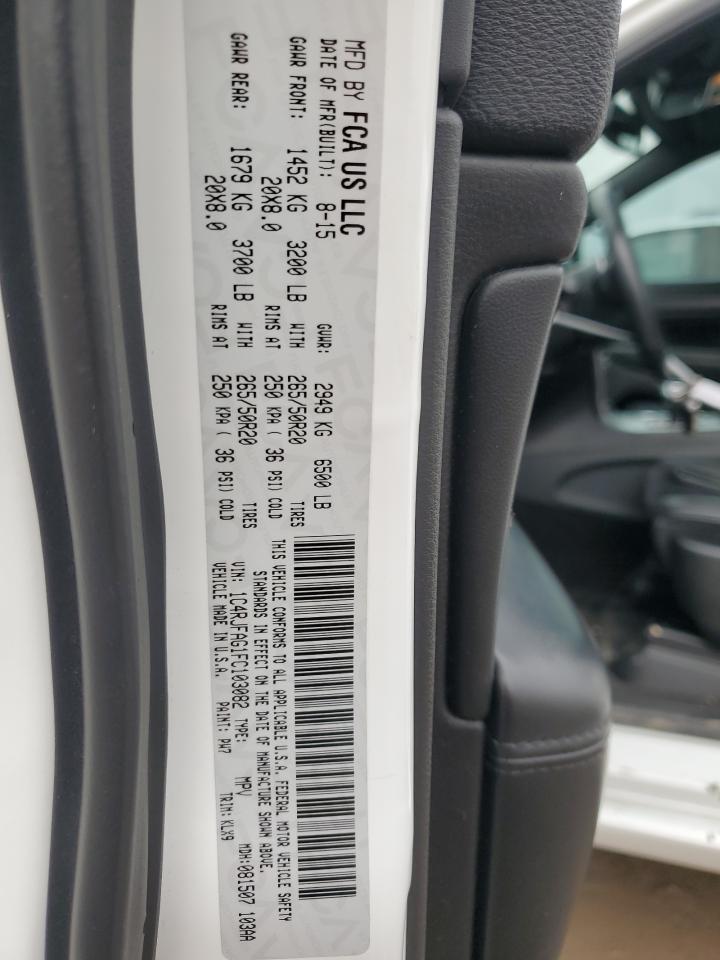 MFD BY FCA US LLC
DATE OF MFR(BUILT): 8-15 GVWR: 2949 KG 6500 LB
GAWR FRONT: 1452 KG 3200 LB WITH 265/50R20 TIRES
20X8.0 RIMS AT 250 KPA ( 36 PSI) COLD
GAWR REAR: 1679 KG 3700 LB WITH 265/50R20 TIRES
20X8.0 RIMS AT 250 KPA ( 36 PSI) COLD
THIS VEHICLE CONFORMS TO ALL APPLICABLE U.S.A. FEDERAL MOTOR VEHICLE SAFETY
STANDARDS IN EFFECT ON THE DATE OF MANUFACTURE SHOWN ABOVE.
VIN: 1C4RJFAG1FC103082 TYPE: MPV MDH:081507 103AA
VEHICLE MADE IN U.S.A. PAINT: PW7 TRIM: KLX9